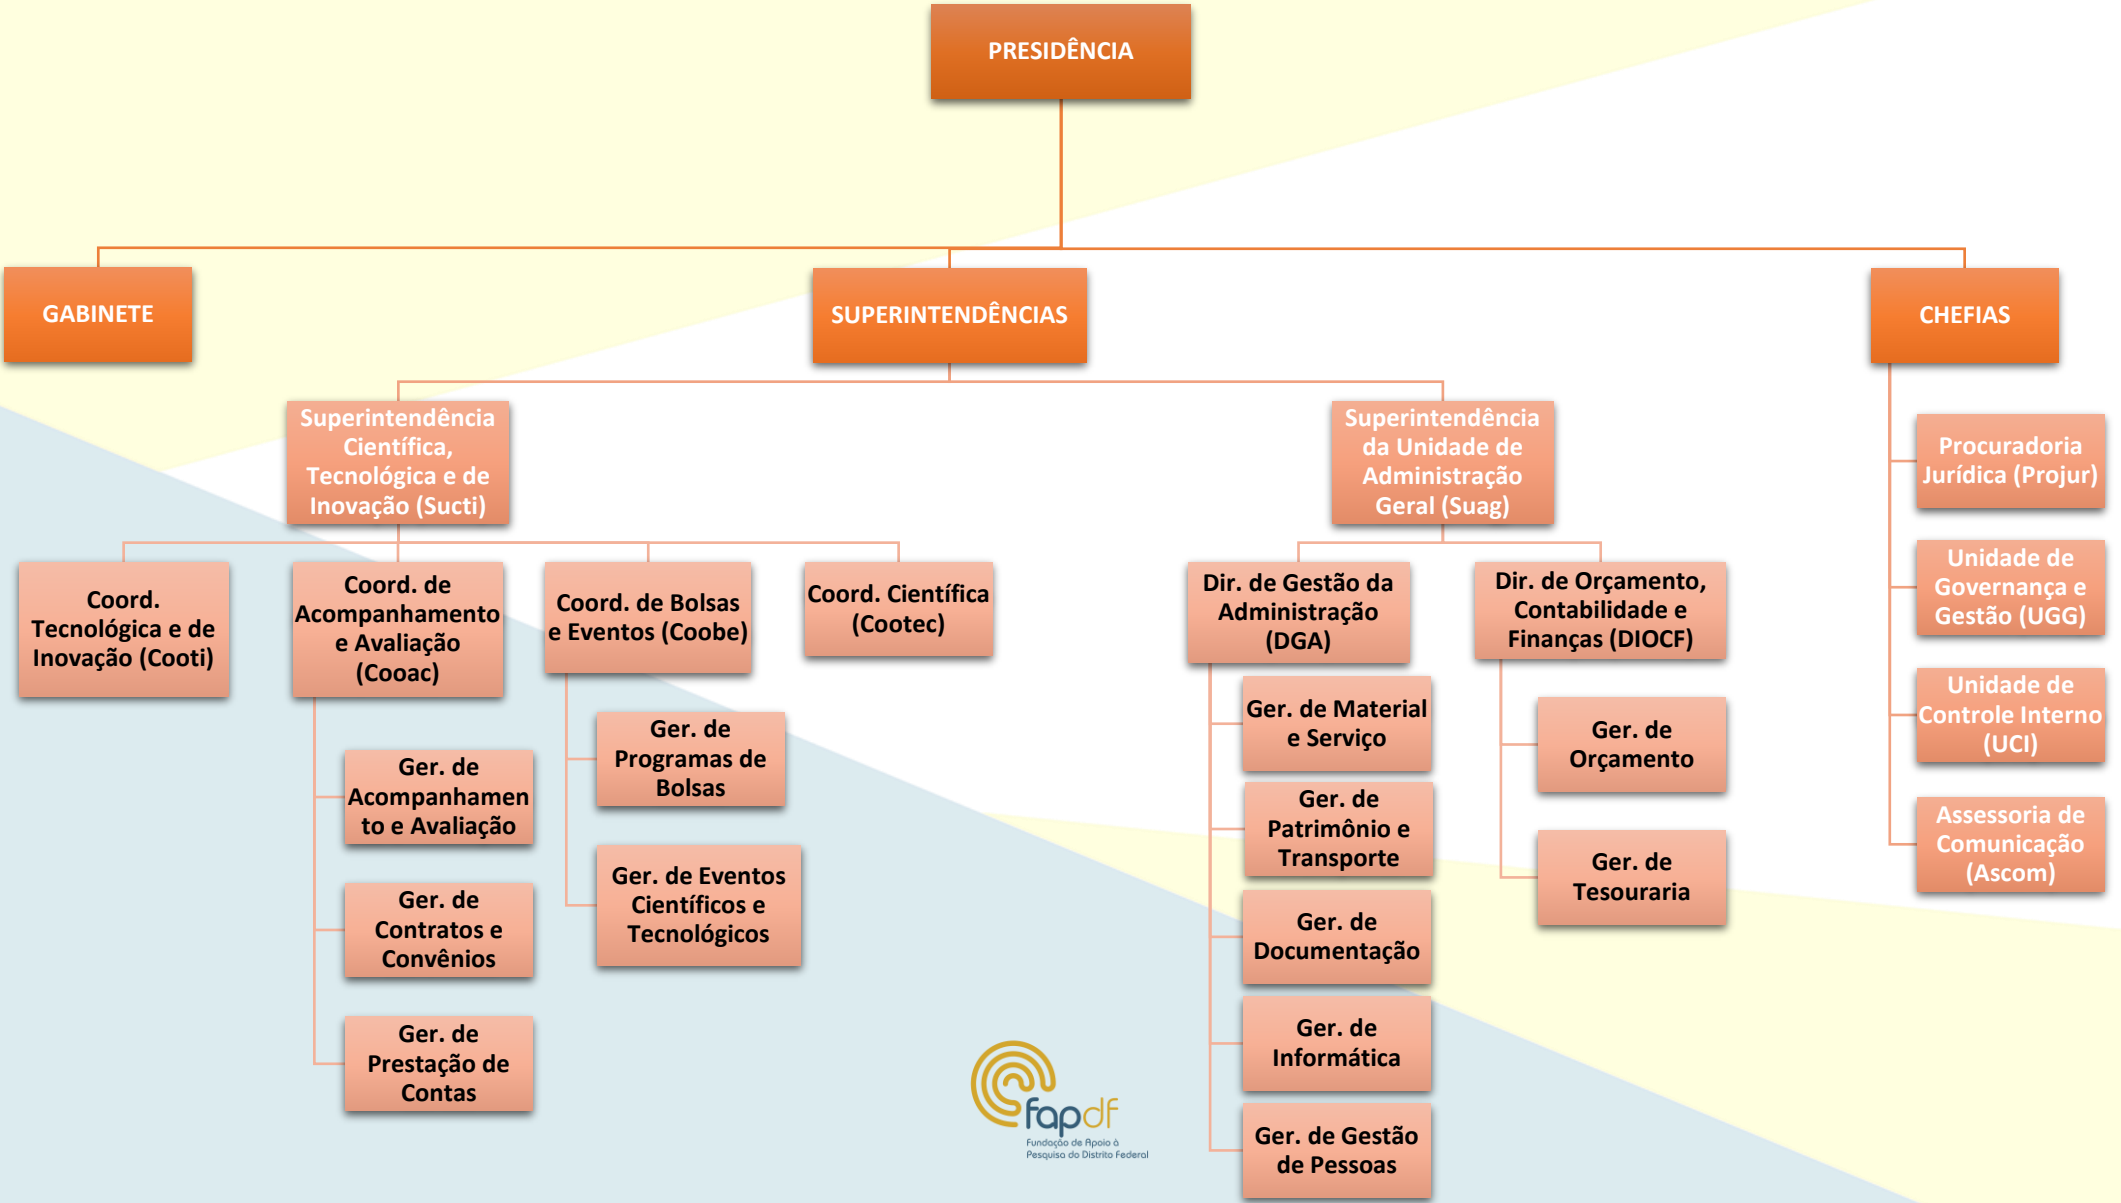 PRESIDÊNCIA
GABINETE
SUPERINTENDÊNCIAS
CHEFIAS
Superintendência
Científica,
Tecnológica e de
Inovação (Sucti)
Superintendência
da Unidade de
Administração
Geral (Suag)
Procuradoria
Jurídica (Projur)
Unidade de
Governança e
Gestão (UGG)
Unidade de
Controle Interno
(UCI)
Assessoria de
Comunicação
(Ascom)
Coord.
Tecnológica e de
Inovação (Cooti)
Coord. de
Acompanhamento
e Avaliação
(Cooac)
Coord. de Bolsas
e Eventos (Coobe)
Coord. Científica
(Cootec)
Dir. de Gestão da
Administração
(DGA)
Dir. de Orçamento,
Contabilidade e
Finanças (DIOCF)
Ger. de
Acompanhamen
to e Avaliação
Ger. de
Contratos e
Convênios
Ger. de
Prestação de
Contas
Ger. de
Programas de
Bolsas
Ger. de Eventos
Científicos e
Tecnológicos
Ger. de Material
e Serviço
Ger. de
Patrimônio e
Transporte
Ger. de
Documentação
Ger. de
Informática
Ger. de Gestão
de Pessoas
Ger. de
Orçamento
Ger. de
Tesouraria
fapdf
Fundação de Apoio à
Pesquisa do Distrito Federal